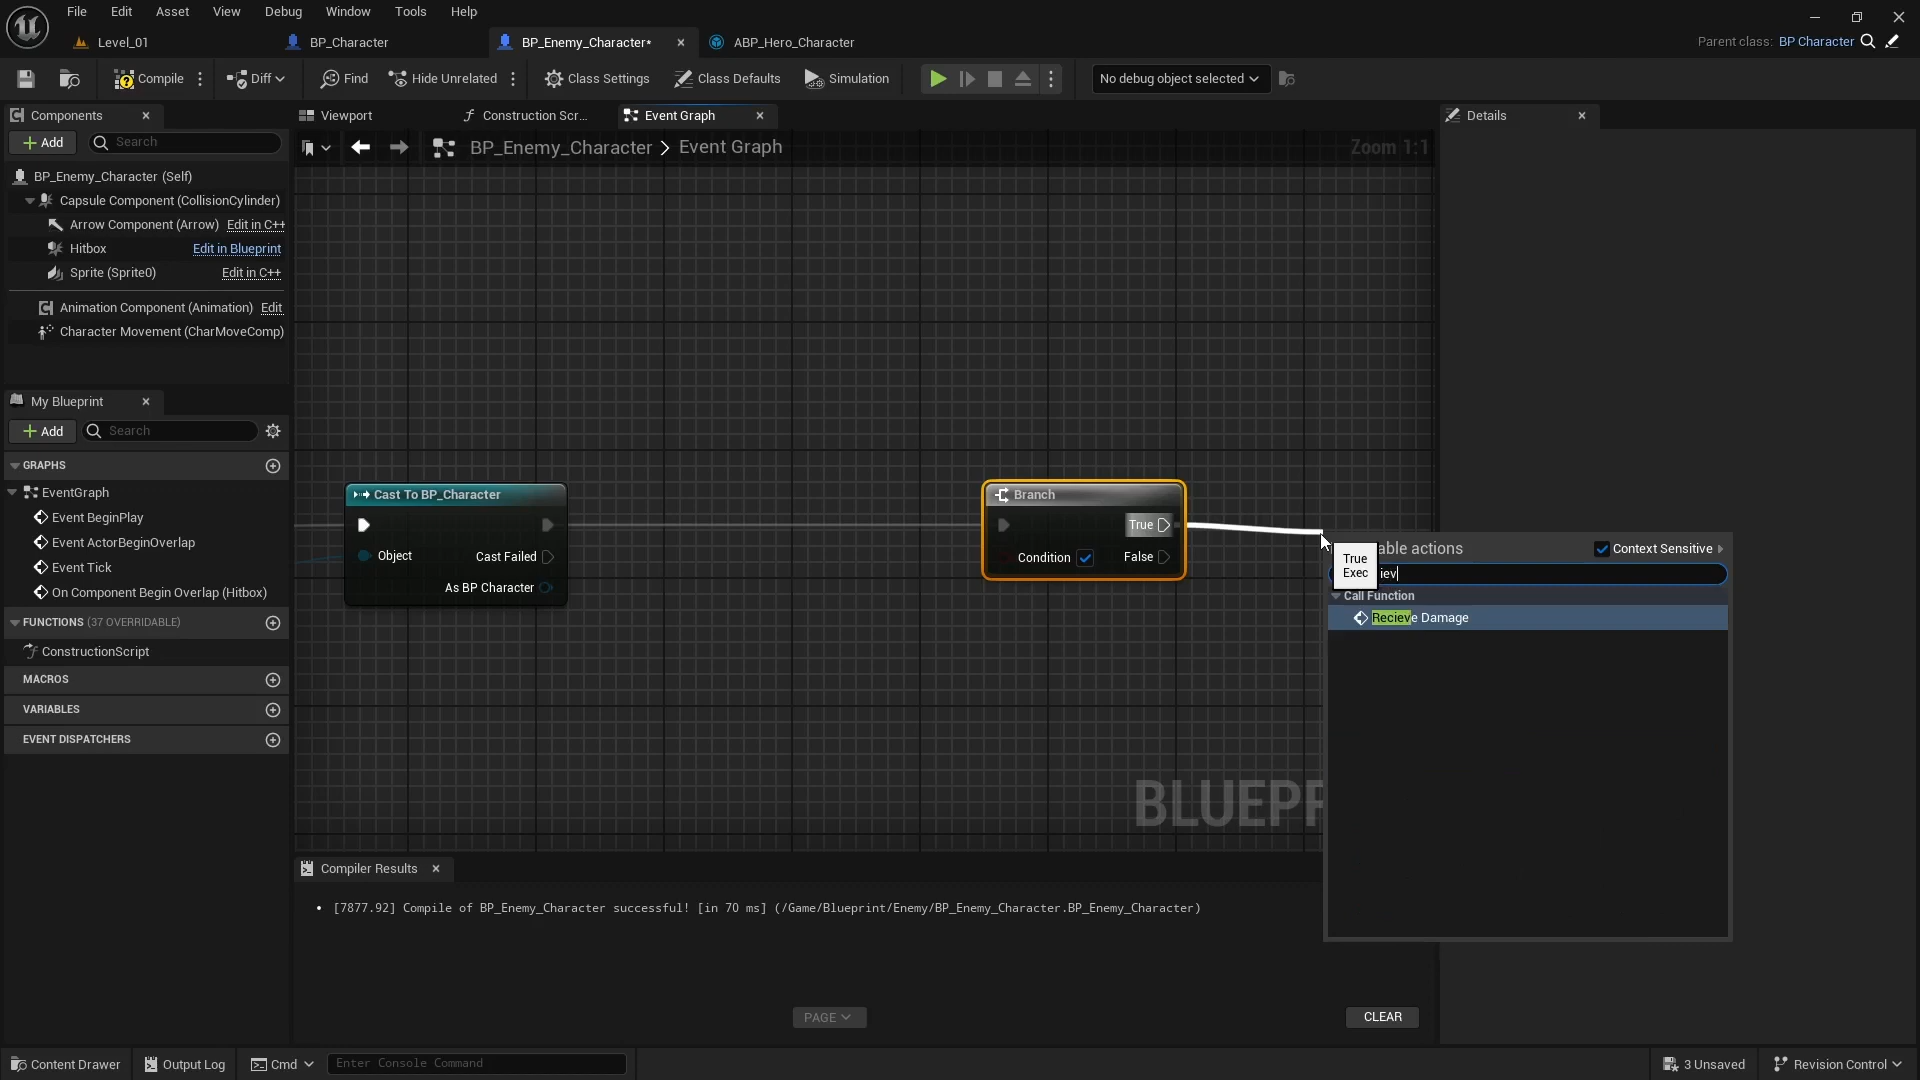 File Edit Asset View Debug Window Tools Help
Level_01 BP_Character BP_Enemy_Character* ABP_Hero_Character Parent class: BP Character
Compile Diff Find Hide Unrelated Class Settings Class Defaults Simulation No debug object selected
Components Viewport Construction Scr... Event Graph Details
Add Search BP_Enemy_Character > Event Graph Zoom 1:1
BP_Enemy_Character (Self)
Capsule Component (CollisionCylinder)
Arrow Component (Arrow) Edit in C++
Hitbox Edit in Blueprint
Sprite (Sprite0) Edit in C++
Animation Component (Animation) Edit
Character Movement (CharMoveComp)
My Blueprint
Add Search
GRAPHS
EventGraph
Event BeginPlay
Event ActorBeginOverlap
Event Tick
On Component Begin Overlap (Hitbox)
FUNCTIONS (37 OVERRIDABLE)
ConstructionScript
MACROS
VARIABLES
EVENT DISPATCHERS
Cast To BP_Character
Object Cast Failed
As BP Character
Branch
True
Condition False
able actions Context Sensitive
True
Exec
iev
Call Function
Recieve Damage
BLUEPR
Compiler Results
• [7877.92] Compile of BP_Enemy_Character successful! [in 70 ms] (/Game/Blueprint/Enemy/BP_Enemy_Character.BP_Enemy_Character)
PAGE CLEAR
Content Drawer Output Log Cmd Enter Console Command 3 Unsaved Revision Control